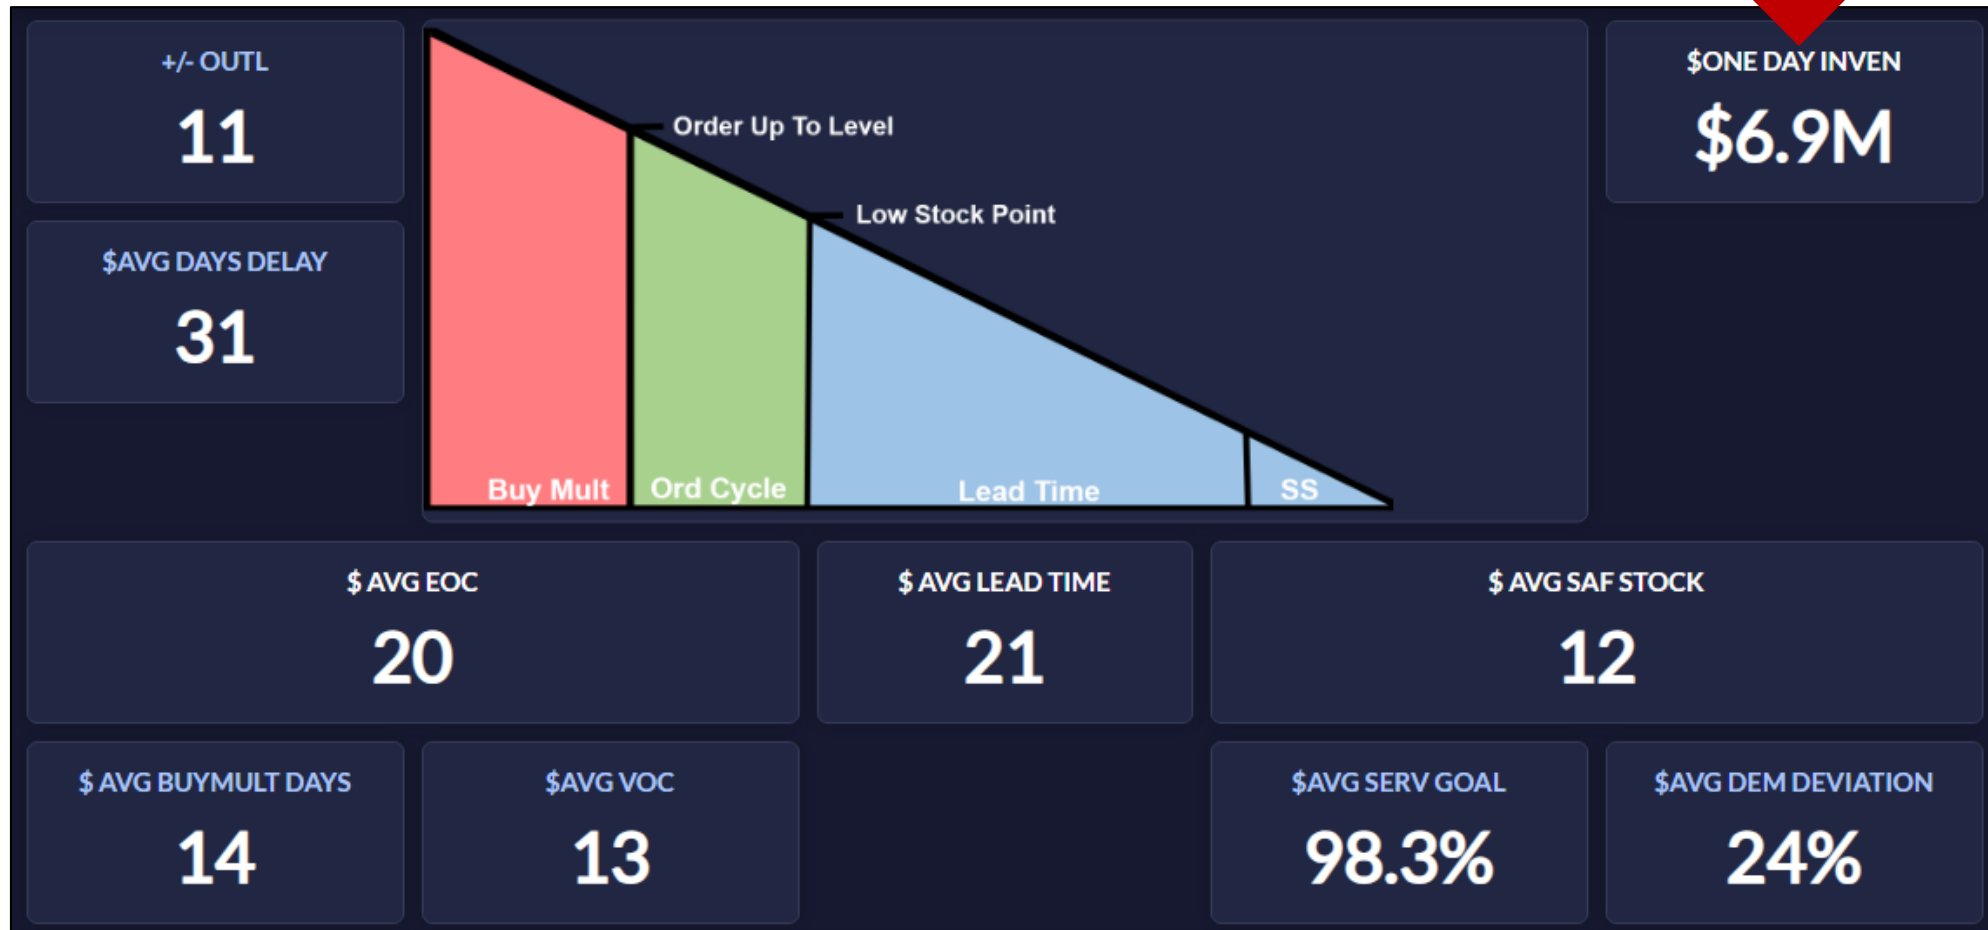 +/- OUTL
11
$AVG DAYS DELAY
31
Order Up To Level
Low Stock Point
Buy Mult
Ord Cycle
Lead Time
SS
$ONE DAY INVEN
$6.9M
$ AVG EOC
20
$ AVG LEAD TIME
21
$ AVG SAF STOCK
12
$ AVG BUYMULT DAYS
14
$AVG VOC
13
$AVG SERV GOAL
98.3%
$AVG DEM DEVIATION
24%